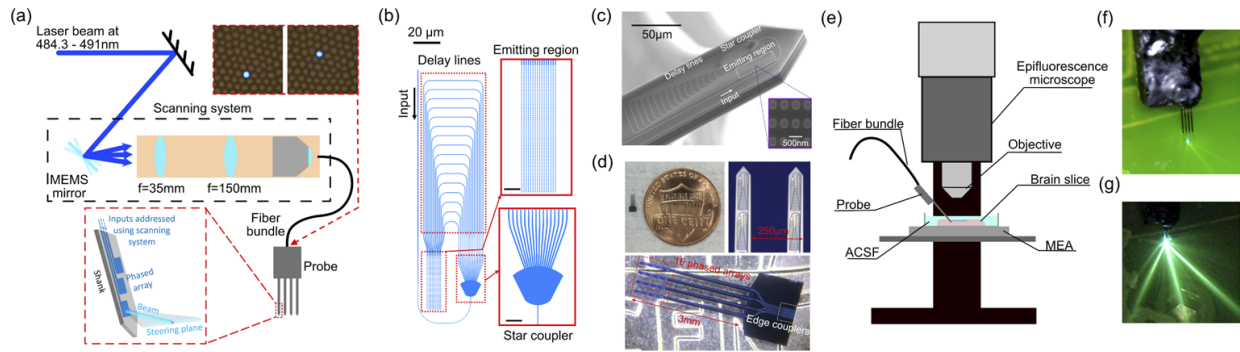 (a)
Laser beam at
484.3 - 491nm
Scanning system
MEMS
mirror
f=35mm
f=150mm
Fiber
bundle
Probe
Inputs addressed
using scanning
system
Shank
Phased
array
Beam
Steering plane
(b)
20 µm
Delay lines
Input
Emitting region
Star coupler
(c)
50µm
Star coupler
Emitting region
Delay lines
Input
500nm
(d)
ONE CENT
250µm
16 phased arrays
3mm
Edge couplers
(e)
Epifluorescence
microscope
Fiber bundle
Objective
Brain slice
Probe
ACSF
MEA
(f)
(g)